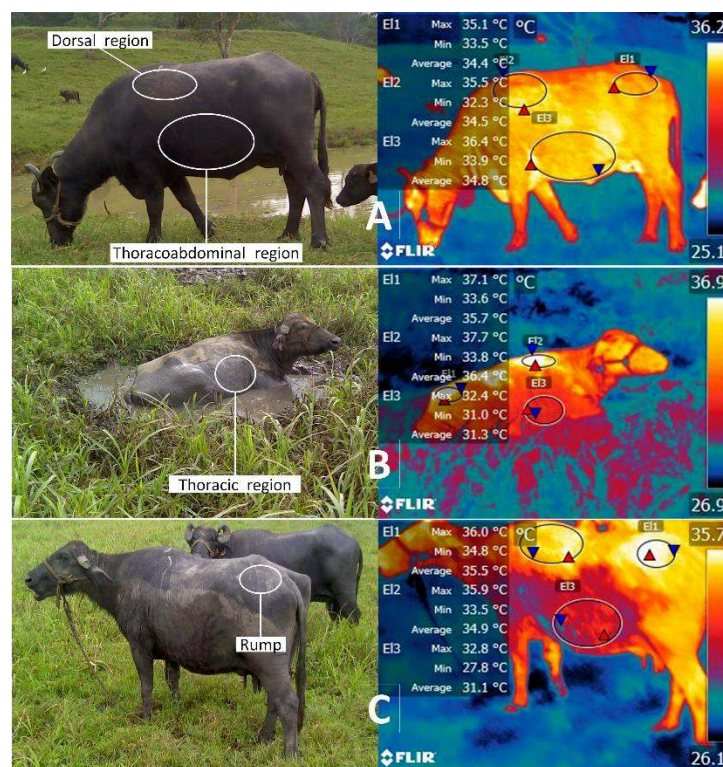 Dorsal region
Thoracoabdominal region
A
El1 Max 35.1 °C
Min 33.5 °C
Average 34.4 °C
El2 Max 35.5 °C
Min 32.3 °C
Average 34.5 °C
El3 Max 36.4 °C
Min 33.9 °C
Average 34.8 °C
°C
36.2
El2
El1
El3
FLIR
25.1
Thoracic region
B
El1 Max 37.1 °C
Min 33.6 °C
Average 35.7 °C
El2 Max 37.7 °C
Min 33.8 °C
Average 36.4 °C
El3 Max 32.4 °C
Min 31.0 °C
Average 31.3 °C
°C
36.9
El2
El1
El3
FLIR
26.9
Rump
C
El1 Max 36.0 °C
Min 34.8 °C
Average 35.5 °C
El2 Max 35.9 °C
Min 33.5 °C
Average 34.9 °C
El3 Max 32.8 °C
Min 27.8 °C
Average 31.1 °C
°C
35.7
El1
El3
FLIR
26.1